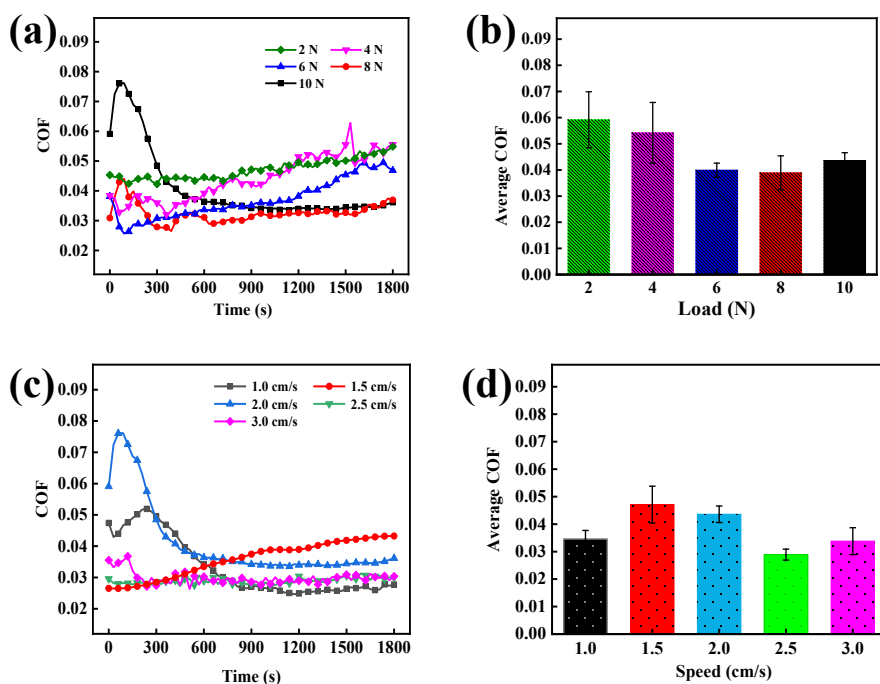 (a)
0.09
0.08
0.07
0.06
0.05
0.04
0.03
0.02
COF
2 N
4 N
6 N
8 N
10 N
0 300 600 900 1200 1500 1800
Time (s)
(b)
0.09
0.08
0.07
0.06
0.05
0.04
0.03
0.02
0.01
0.00
Average COF
2 4 6 8 10
Load (N)
(c)
0.09
0.08
0.07
0.06
0.05
0.04
0.03
0.02
COF
1.0 cm/s
1.5 cm/s
2.0 cm/s
2.5 cm/s
3.0 cm/s
0 300 600 900 1200 1500 1800
Time (s)
(d)
0.09
0.08
0.07
0.06
0.05
0.04
0.03
0.02
0.01
0.00
Average COF
1.0 1.5 2.0 2.5 3.0
Speed (cm/s)